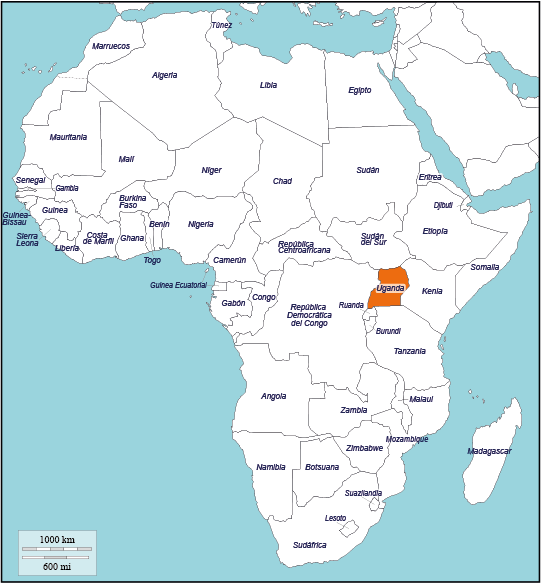 Túnez
Marruecos
Algeria
Libia
Egipto
Mauritania
Malí
Níger
Chad
Sudán
Eritrea
Senegal
Gambia
Burkina
Faso
Djibuti
Guinea-
Bissau
Guinea
Benín
Nigeria
Etiopía
Sierra
Leona
Costa
de Marfil
Ghana
Liberia
Togo
Camerún
República
Centroafricana
Sudán
del Sur
Somalia
Guinea Ecuatorial
Gabón
Congo
República
Democrática
del Congo
Uganda
Kenia
Ruanda
Burundi
Tanzania
Angola
Zambia
Malaui
Mozambique
Zimbabwe
Madagascar
Namibia
Botsuana
Suazilandia
Lesoto
Sudáfrica
1000 km
600 mi